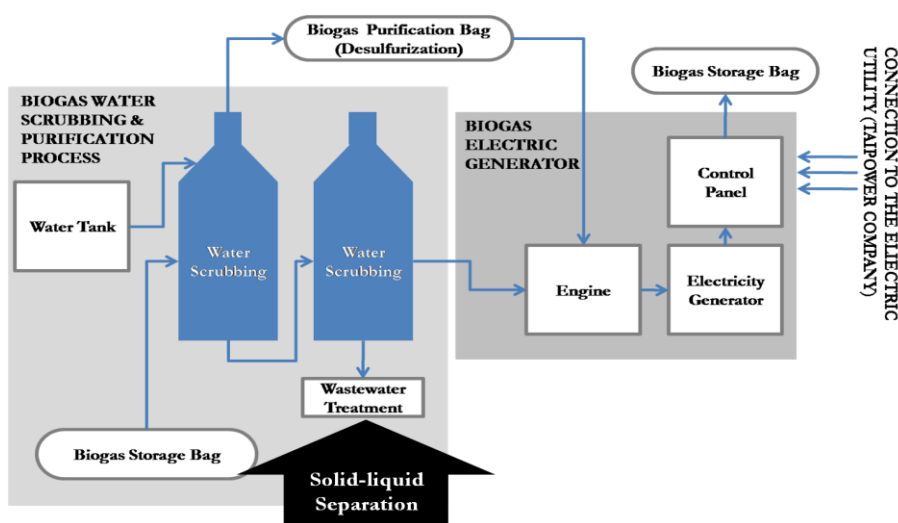 Biogas Purification Bag
(Desulfurization)
BIOGAS WATER
SCRUBBING &
PURIFICATION
PROCESS
Water Tank
Water
Scrubbing
Water
Scrubbing
Wastewater
Treatment
Biogas Storage Bag
Solid-liquid
Separation
BIOGAS
ELECTRIC
GENERATOR
Engine
Electricity
Generator
Control
Panel
Biogas Storage Bag
CONNECTION TO THE ELIECTRIC
UTILITY (TAIPOWER COMPANY)